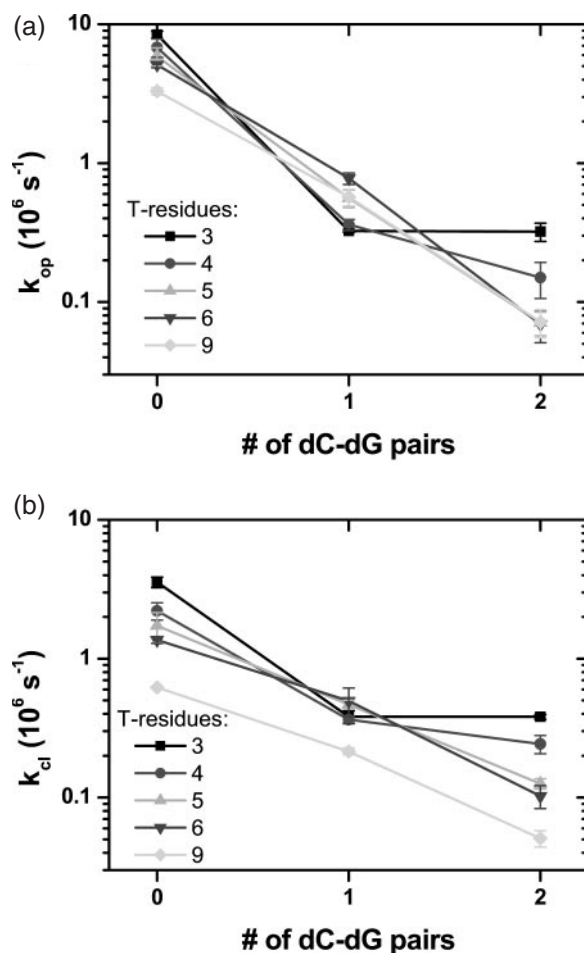 (a)
10
1
0.1
k_op (10^6 s^-1)
T-residues:
3
4
5
6
9
0 1 2
# of dC-dG pairs
(b)
10
1
0.1
k_cl (10^6 s^-1)
T-residues:
3
4
5
6
9
0 1 2
# of dC-dG pairs